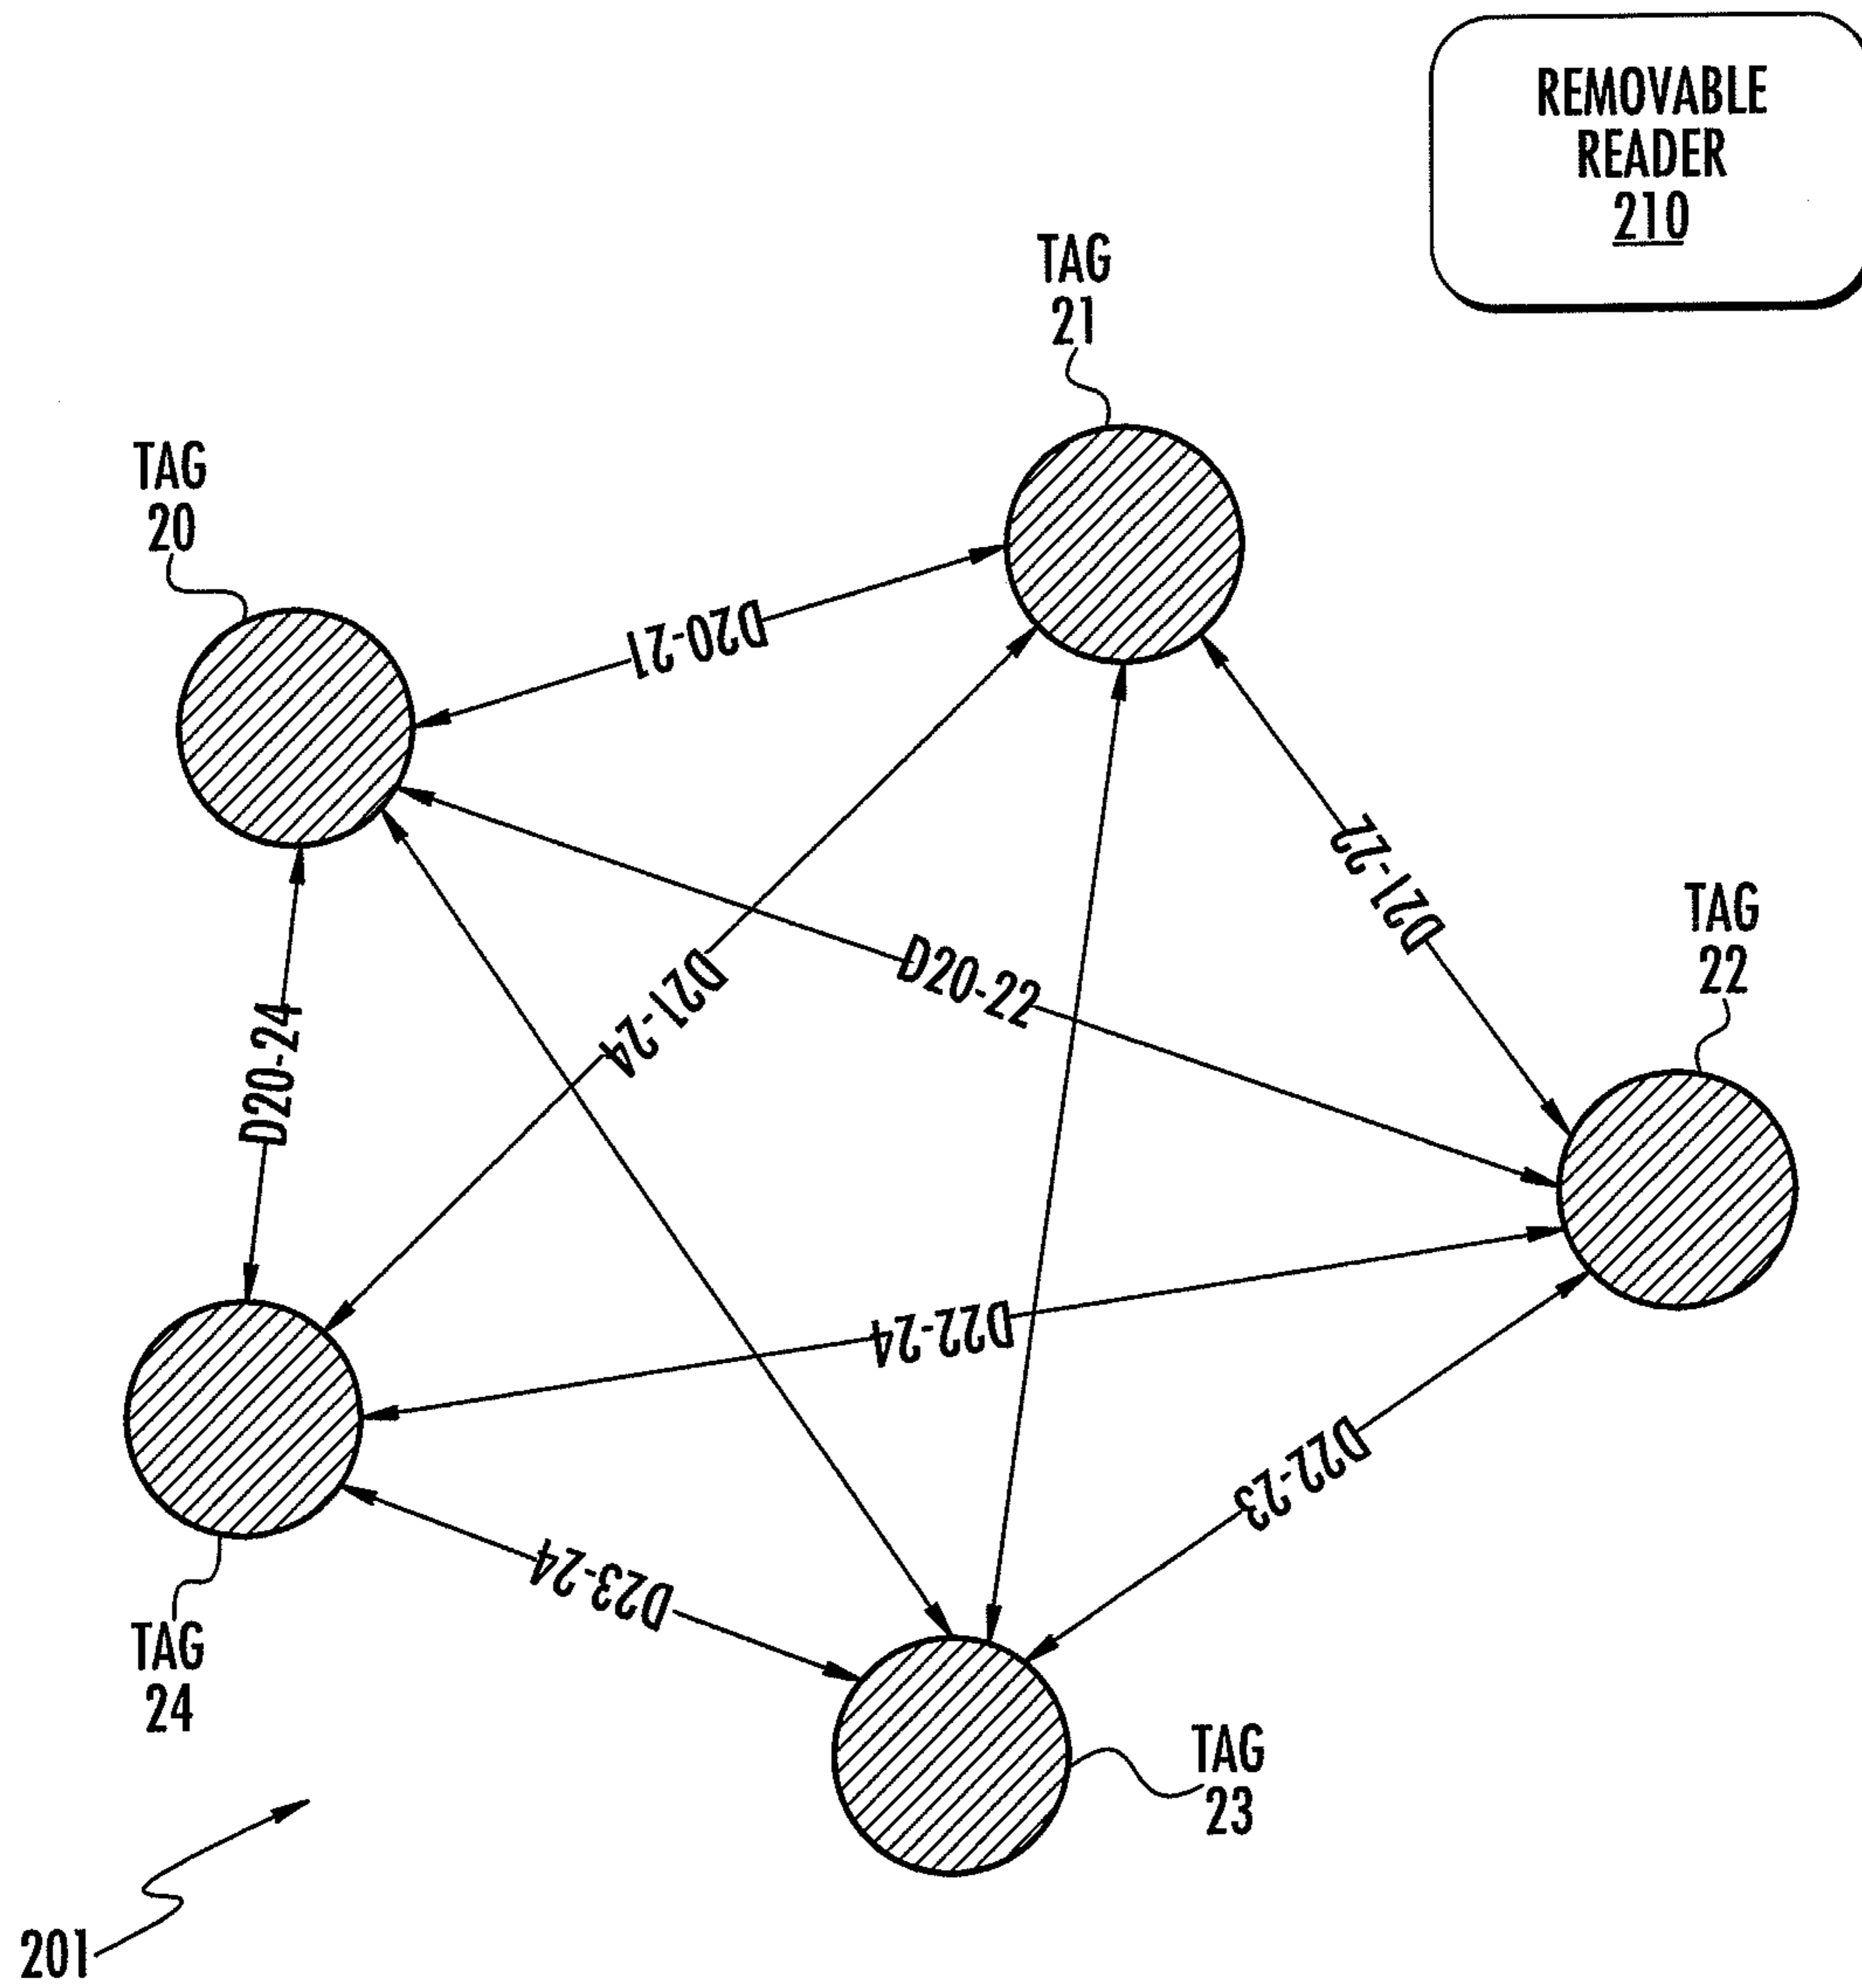 REMOVABLE
READER
210
TAG
21
TAG
20
D20-21
D21-22
TAG
22
D21-24
D20-22
D20-24
D22-24
D22-23
D23-24
TAG
24
TAG
23
201